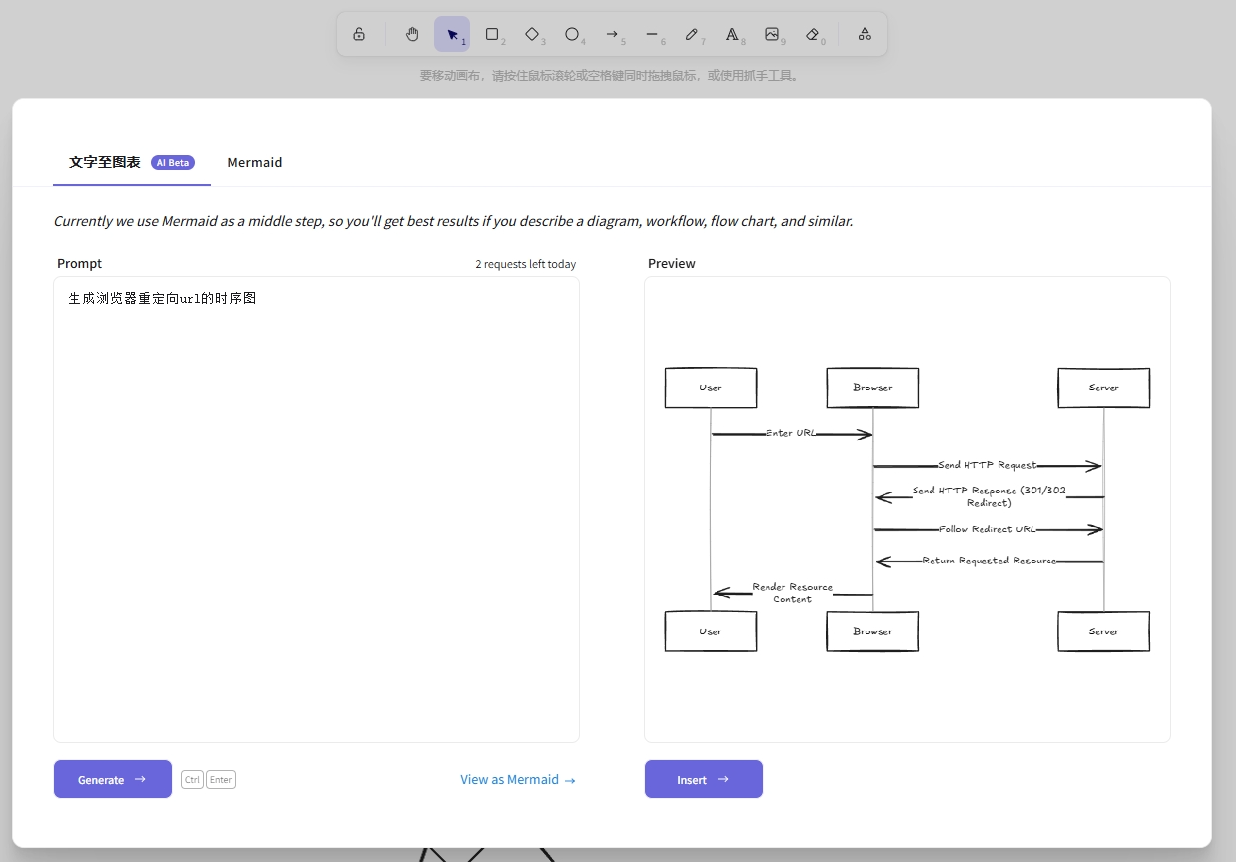 1 2 3 4 5 6 7 8 9 0
要移动画布，请按住鼠标滚轮或空格键同时拖拽鼠标，或使用抓手工具。
文字至图表 AI Beta Mermaid
Currently we use Mermaid as a middle step, so you'll get best results if you describe a diagram, workflow, flow chart, and similar.
Prompt 2 requests left today Preview
生成浏览器重定向url的时序图
User Browser Server
Enter URL
Send HTTP Request
Send HTTP Response (301/302
Redirect)
Follow Redirect URL
Return Requested Resource
Render Resource
Content
User Browser Server
Generate → Ctrl Enter View as Mermaid → Insert →